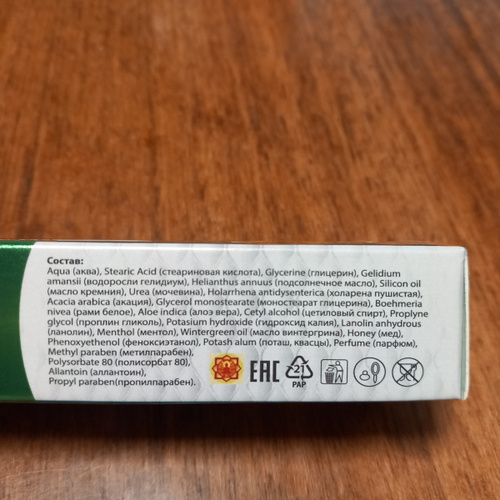 Состав:
Aqua (аква), Stearic Acid (стеариновая кислота), Glycerine (глицерин), Gelidium
amansii (водоросли гелидиум), Helianthus annuus (подсолнечное масло), Silicon oil
(масло кремния), Urea (мочевина), Holarrhena antidysenterica (холарена пушистая),
Acacia arabica (акация), Glycerol monostearate (моностеарат глицерина), Boehmeria
nivea (рами белое), Aloe indica (алоэ вера), Cetyl alcohol (цетиловый спирт), Proplyne
glycol (проплин гликоль), Potasium hydroxide (гидроксид калия), Lanolin anhydrous
(ланолин), Menthol (ментол), Wintergreen oil (масло винтергрина), Honey (мед),
Phenoxyethenol (феноксиэтанол), Potash alum (поташ, квасцы), Perfume (парфюм),
Methyl paraben (метилпарабен),
Polysorbate 80 (полисорбат 80),
Allantoin (аллантоин),
Propyl paraben(пропилпарабен).
EAC
21
PAP